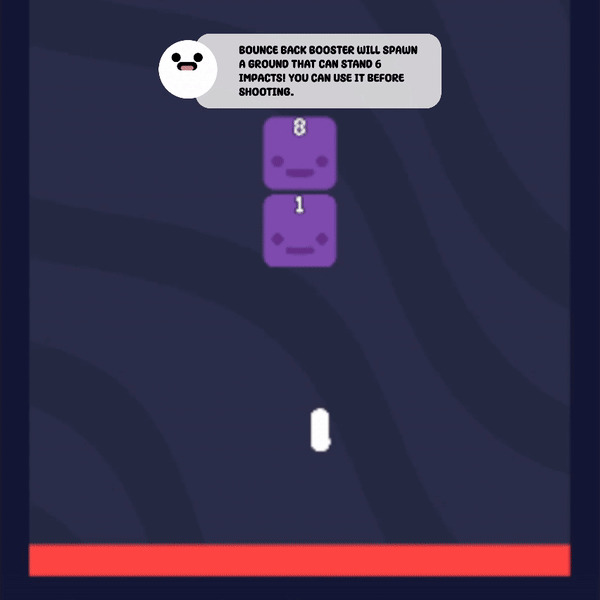 BOUNCE BACK BOOSTER WILL SPAWN
A GROUND THAT CAN STAND 6
IMPACTS! YOU CAN USE IT BEFORE
SHOOTING.
8
1